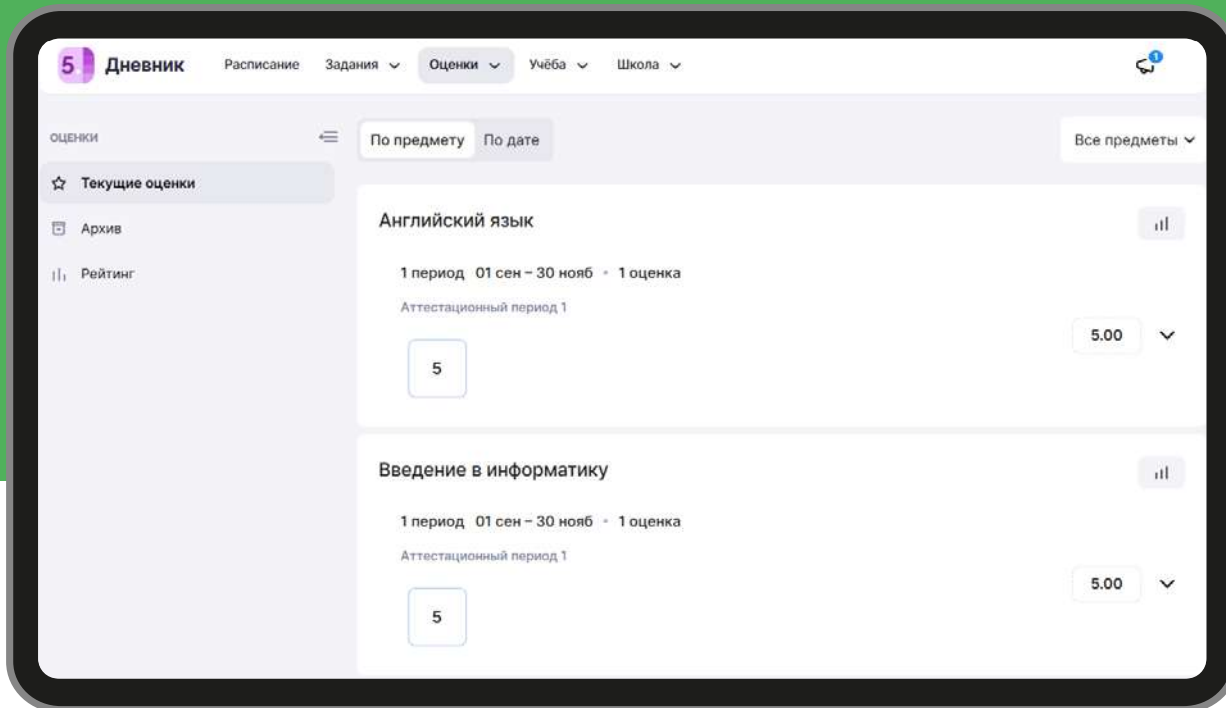 5. Дневник Расписание Задания Оценки Учёба Школа 1
ОЦЕНКИ
По предмету По дате Все предметы
Текущие оценки
Архив
Рейтинг
Английский язык
1 период 01 сен – 30 нояб • 1 оценка
Аттестационный период 1
5.00
5
Введение в информатику
1 период 01 сен – 30 нояб • 1 оценка
Аттестационный период 1
5.00
5